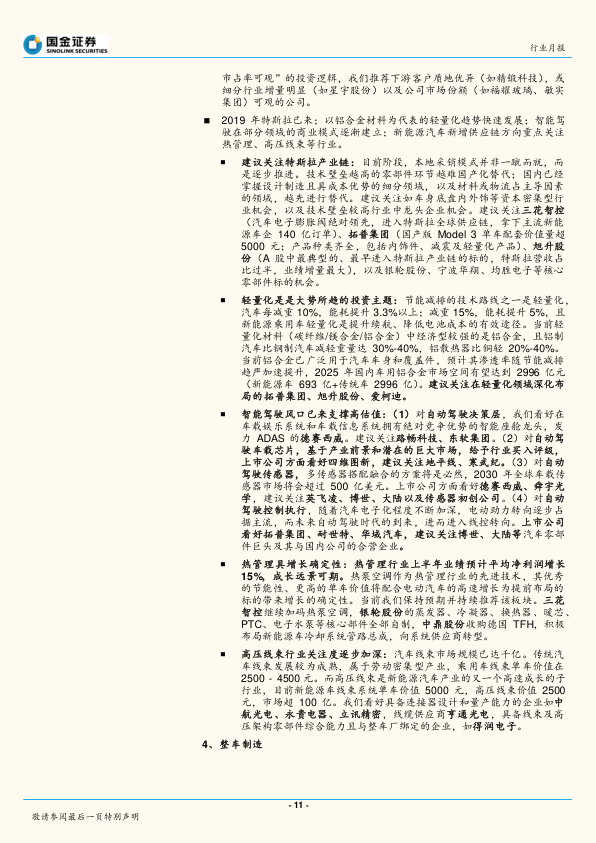 国金证券
SINOLINK SECURITIES
行业月报
市占率可观”的投资逻辑，我们推荐下游客户质地优异（如精锻科技），或
细分行业增量明显（如星宇股份）以及公司市场份额（如福耀玻璃、敏实
集团）可观的公司。
■ 2019 年特斯拉已来；以铝合金材料为代表的轻量化趋势快速发展；智能驾
驶在部分领域的商业模式逐渐建立；新能源汽车新增供应链方向重点关注
热管理、高压线束等行业。
■ 建议关注特斯拉产业链：目前阶段，本地采销模式并非一蹴而就，而
是逐步推进。技术壁垒越高的零部件环节越难国产化替代；国内已经
掌握设计制造且具成本优势的细分领域，以及材料或物流占主导因素
的领域，越先进行替代。建议关注如车身底盘内外饰等资本密集型行
业机会，以及技术壁垒较高行业中龙头企业机会。建议关注三花智控
（汽车电子膨胀阀绝对领先，进入特斯拉全球供应链，拿下主流新能
源车企 140 亿订单）、拓普集团（国产版 Model 3 单车配套价值量超
5000 元；产品种类齐全，包括内饰件、减震及轻量化产品）、旭升股
份（A 股中最典型的、最早进入特斯拉产业链的标的，特斯拉营收占
比过半，业绩增量最大），以及银轮股份、宁波华翔、均胜电子等核心
零部件标的机会。
■ 轻量化是是大势所趋的投资主题：节能减排的技术路线之一是轻量化，
汽车每减重 10%，能耗提升 3.3%以上；减重 15%，能耗提升 5%，且
新能源乘用车轻量化是提升续航、降低电池成本的有效途径。当前轻
量化材料（碳纤维/镁合金/铝合金）中经济型较强的是铝合金，且铝制
汽车比钢制汽车减轻重量达 30%-40%，铝散热器比铜轻 20%-40%。
当前铝合金已广泛用于汽车车身和覆盖件，预计其渗透率随节能减排
趋严加速提升，2025 年国内车用铝合金市场空间有望达到 2996 亿元
（新能源车 693 亿+传统车 2996 亿）。建议关注在轻量化领域深化布
局的拓普集团、旭升股份、爱柯迪。
■ 智能驾驶风口已来支撑高估值：（1）对自动驾驶决策层，我们看好在
车载娱乐系统和车载信息系统拥有绝对竞争优势的智能座舱龙头，发
力 ADAS 的德赛西威。建议关注路畅科技、东软集团。（2）对自动驾
驶车载芯片，基于产业前景和潜在的巨大市场，给予行业买入评级，
上市公司方面看好四维图新，建议关注地平线、寒武纪。（3）对自动
驾驶传感器，多传感器搭配融合的方案将是必然，2030 年全球车载传
感器市场将会超过 500 亿美元。上市公司方面看好德赛西威、舜宇光
学，建议关注英飞凌、博世、大陆以及传感器初创公司。（4）对自动
驾驶控制执行，随着汽车电子化程度不断加深，电动助力转向逐步占
据主流，而未来自动驾驶时代的到来，进而进入线控转向。上市公司
看好拓普集团、耐世特、华域汽车，建议关注博世、大陆等汽车零部
件巨头及其与国内公司的合营企业。
■ 热管理具增长确定性：热管理行业上半年业绩预计平均净利润增长
15%，成长远景可期。热泵空调作为热管理行业的先进技术，其优秀
的节能性、更高的单车价值将配合电动汽车的高速增长为提前布局的
标的带来增长的确定性。当前我们保持预期并持续推荐该板块。三花
智控继续加码热泵空调，银轮股份的蒸发器、冷凝器、换热器、暖芯、
PTC、电子水泵等核心部件全部自制，中鼎股份收购德国 TFH，积极
布局新能源车冷却系统管路总成，向系统供应商转型。
■ 高压线束行业关注度逐步加深：汽车线束市场规模已达千亿。传统汽
车线束发展较为成熟，属于劳动密集型产业，乘用车线束单车价值在
2500 - 4500 元。而高压线束是新能源汽车产业的又一个高速成长的子
行业，目前新能源车线束系统单车价值 5000 元，高压线束价值 2500
元，市场超 100 亿。我们看好具备连接器设计和量产能力的企业如中
航光电、永贵电器、立讯精密，线缆供应商亨通光电，具备线束及高
压架构零部件综合能力且与整车厂绑定的企业，如得润电子。
4、整车制造
- 11 -
敬请参阅最后一页特别声明